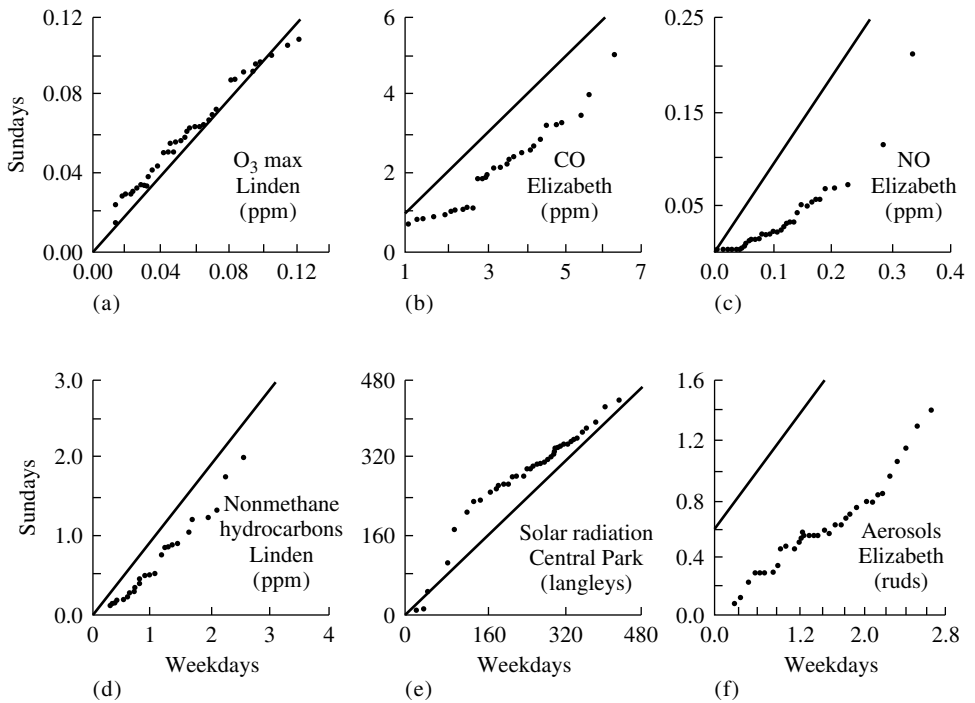 0.12
0.08
0.04
0.00
Sundays
O3 max
Linden
(ppm)
0.00 0.04 0.08 0.12
(a)
6
4
2
0
CO
Elizabeth
(ppm)
1 3 5 7
(b)
0.25
0.15
0.05
NO
Elizabeth
(ppm)
0.0 0.1 0.2 0.3 0.4
(c)
3.0
2.0
1.0
0.0
Sundays
Nonmethane
hydrocarbons
Linden
(ppm)
0 1 2 3 4
Weekdays
(d)
480
320
160
0
Solar radiation
Central Park
(langleys)
0 160 320 480
Weekdays
(e)
1.6
1.2
0.8
0.4
0.0
Aerosols
Elizabeth
(ruds)
0.0 1.2 2.0 2.8
Weekdays
(f)